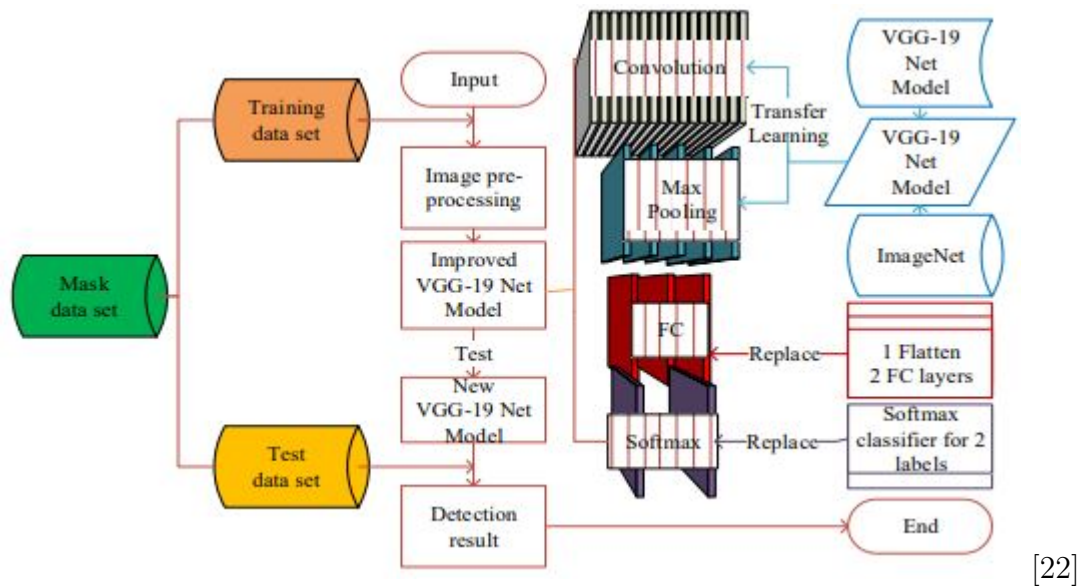 Input
Training
data set
Mask
data set
Test
data set
Image pre-
processing
Improved
VGG-19 Net
Model
Test
New
VGG-19 Net
Model
Detection
result
Convolution
Max
Pooling
FC
Softmax
Transfer
Learning
VGG-19
Net
Model
VGG-19
Net
Model
ImageNet
Replace
1 Flatten
2 FC layers
Replace
Softmax
classifier for 2
labels
End
[22]